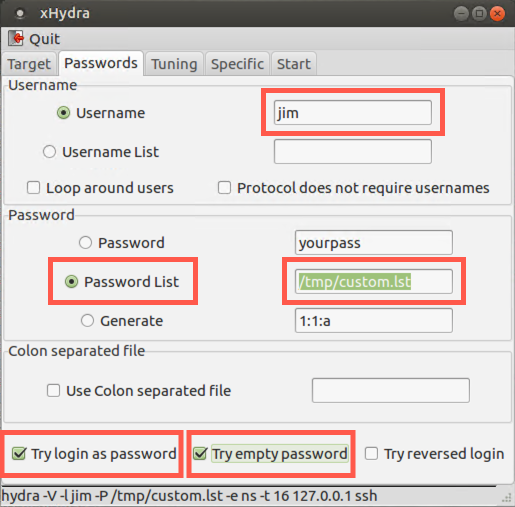 xHydra
Quit
Target Passwords Tuning Specific Start
Username
Username jim
Username List
Loop around users Protocol does not require usernames
Password
Password yourpass
Password List /tmp/custom.lst
Generate 1:1:a
Colon separated file
Use Colon separated file
Try login as password Try empty password Try reversed login
hydra -V -l jim -P /tmp/custom.lst -e ns -t 16 127.0.0.1 ssh